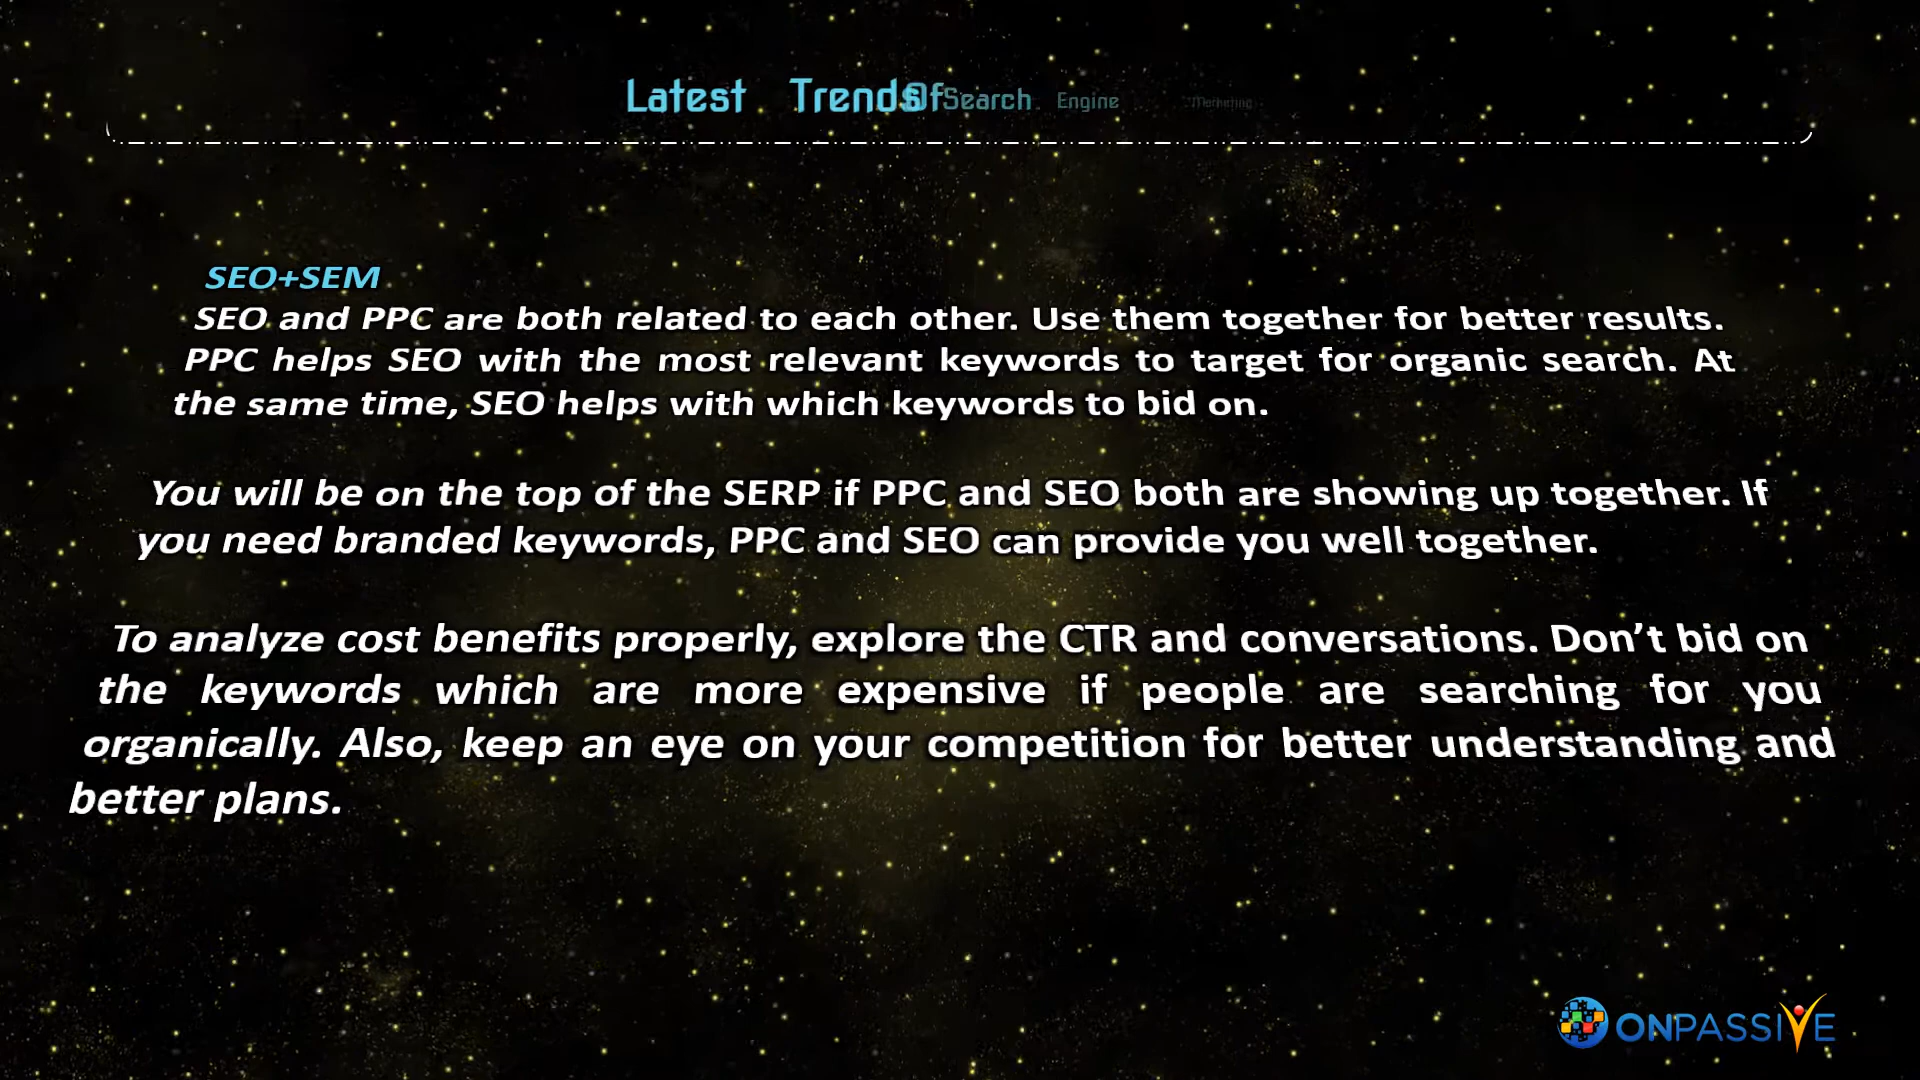 Latest Trends Of Search Engine Marketing
SEO+SEM
SEO and PPC are both related to each other. Use them together for better results.
PPC helps SEO with the most relevant keywords to target for organic search. At
the same time, SEO helps with which keywords to bid on.
You will be on the top of the SERP if PPC and SEO both are showing up together. If
you need branded keywords, PPC and SEO can provide you well together.
To analyze cost benefits properly, explore the CTR and conversations. Don’t bid on
the keywords which are more expensive if people are searching for you
organically. Also, keep an eye on your competition for better understanding and
better plans.
ONPASSIVE